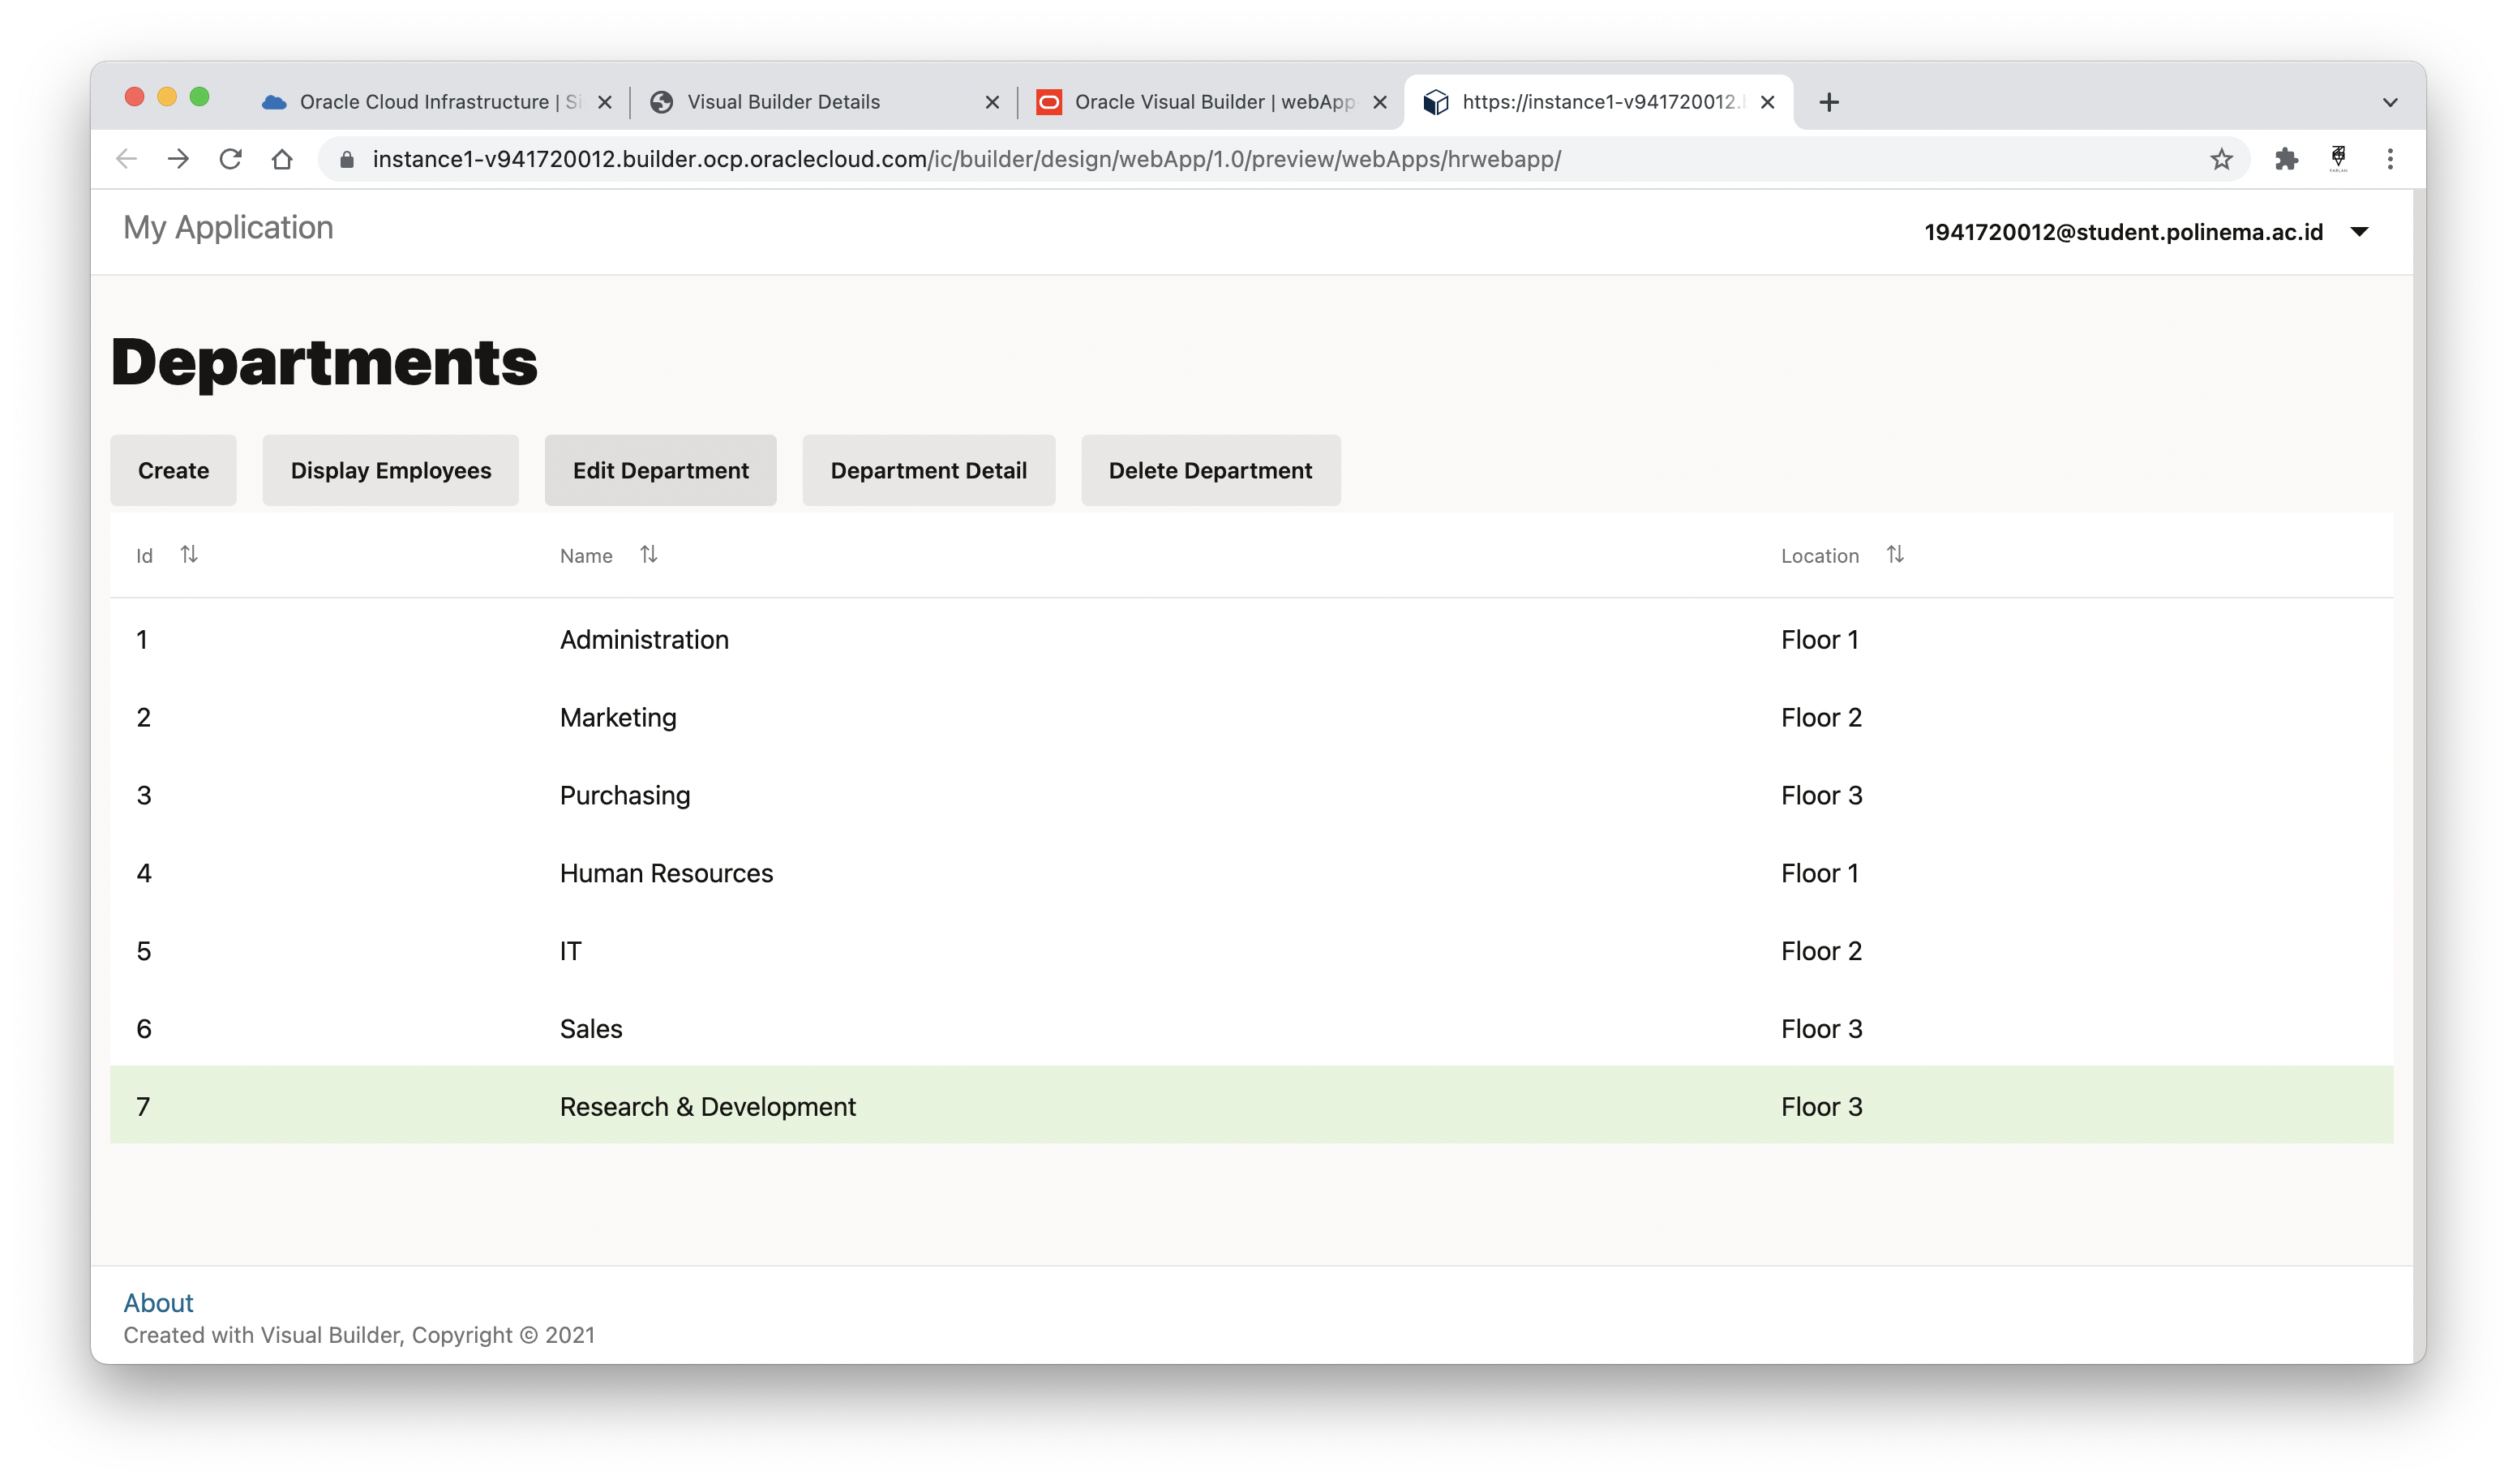 Oracle Cloud Infrastructure | Si
Visual Builder Details
Oracle Visual Builder | webApp
https://instance1-v941720012.
instance1-v941720012.builder.ocp.oraclecloud.com/ic/builder/design/webApp/1.0/preview/webApps/hrwebapp/
My Application
1941720012@student.polinema.ac.id
Departments
Create Display Employees Edit Department Department Detail Delete Department
Id Name Location
1 Administration Floor 1
2 Marketing Floor 2
3 Purchasing Floor 3
4 Human Resources Floor 1
5 IT Floor 2
6 Sales Floor 3
7 Research & Development Floor 3
About
Created with Visual Builder, Copyright © 2021